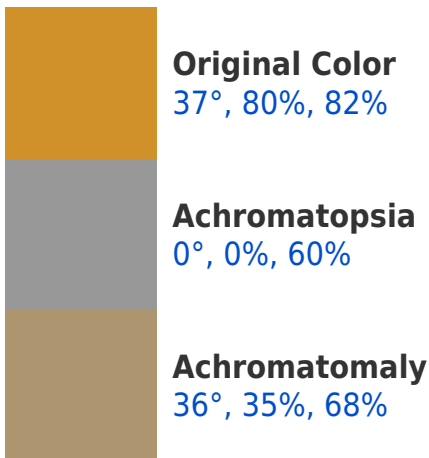 Original Color
37°, 80%, 82%
Achromatopsia
0°, 0%, 60%
Achromatomaly
36°, 35%, 68%